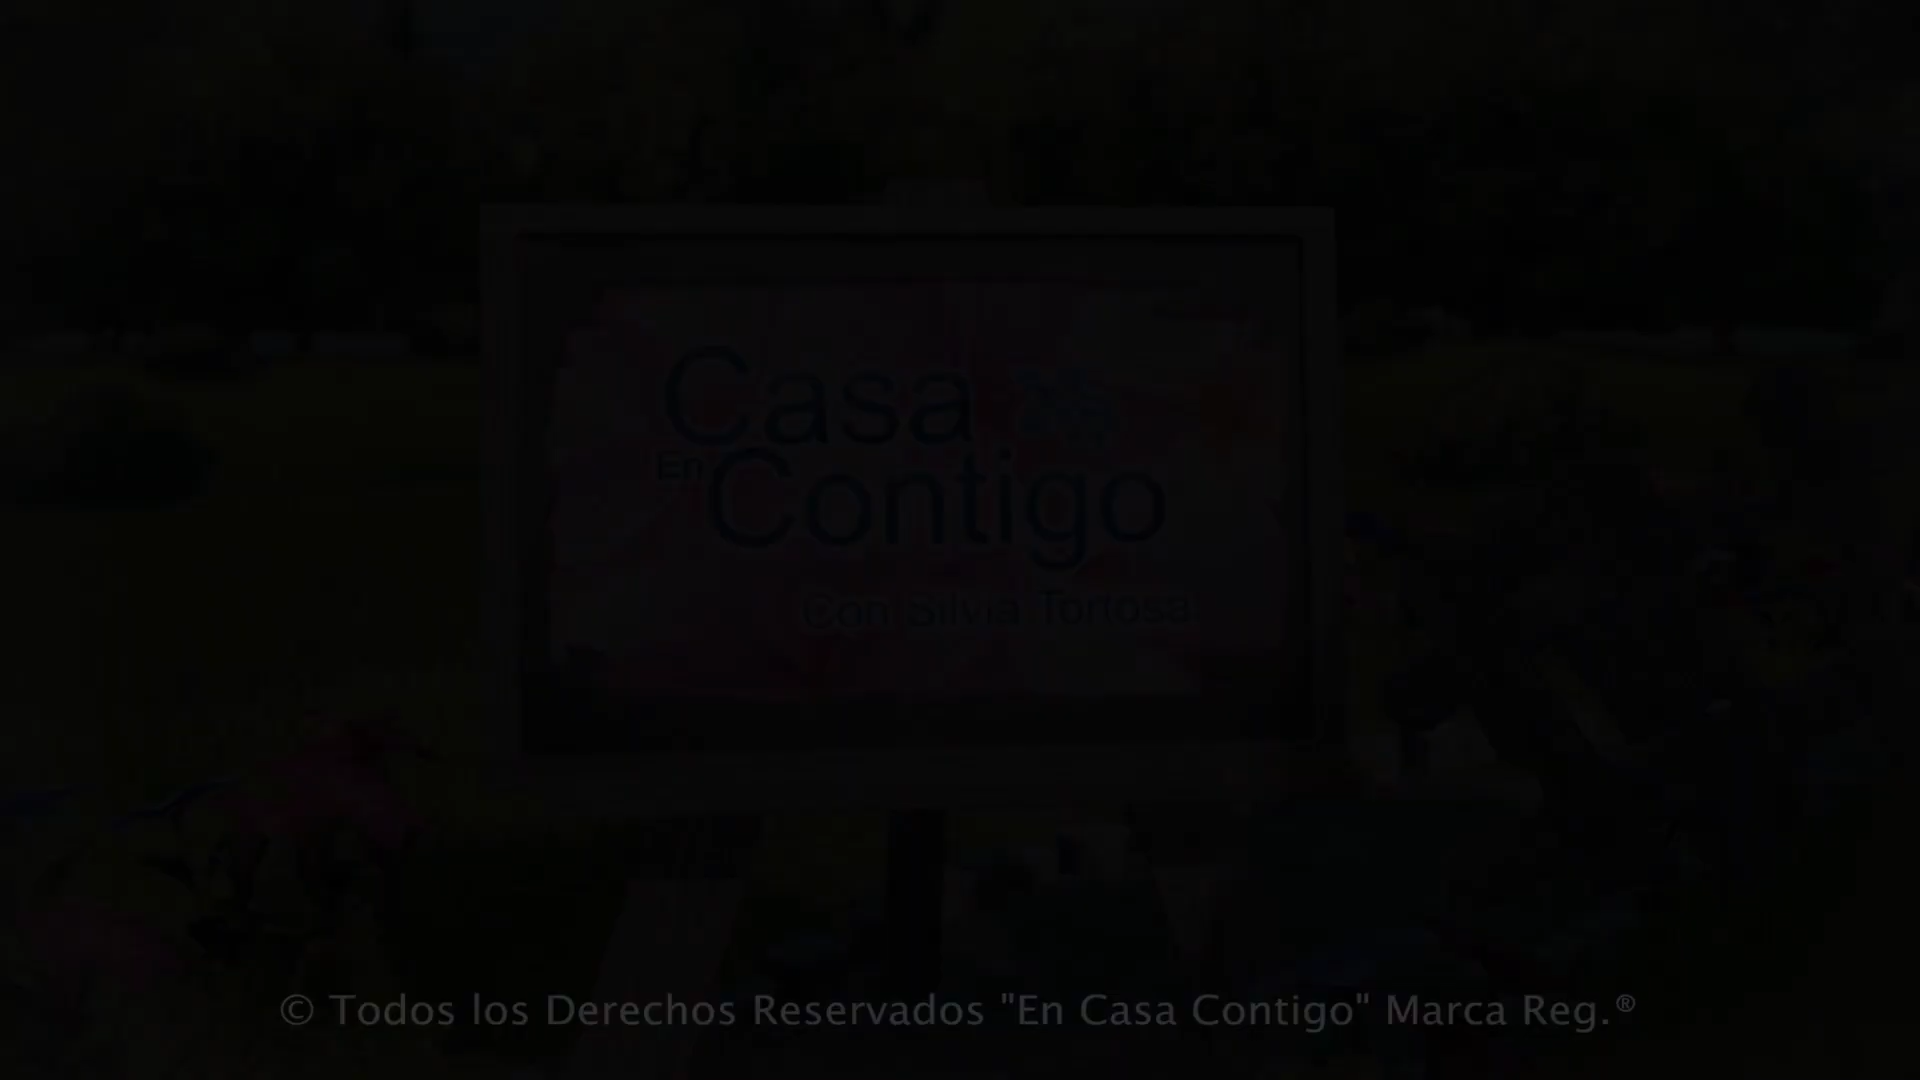 Casa
En Contigo
Con Silvia Tortosa
© Todos los Derechos Reservados "En Casa Contigo" Marca Reg.®